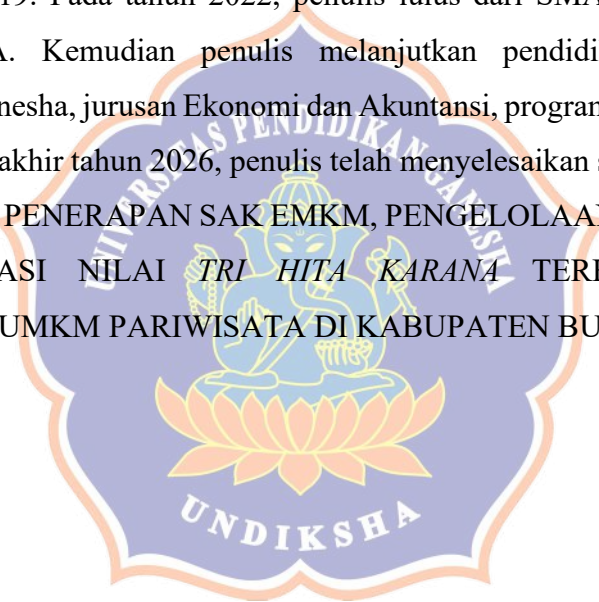 19. Pada tahun 2022, penulis lulus dari SMA
A. Kemudian penulis melanjutkan pendidi
nesha, jurusan Ekonomi dan Akuntansi, program
akhir tahun 2026, penulis telah menyelesaikan s
PENERAPAN SAK EMKM, PENGELOLAAN
ASI NILAI TRI HITA KARANA TER
UMKM PARIWISATA DI KABUPATEN BU
UNIVERSITAS PENDIDIKAN GANESHA
UNDIKSHA